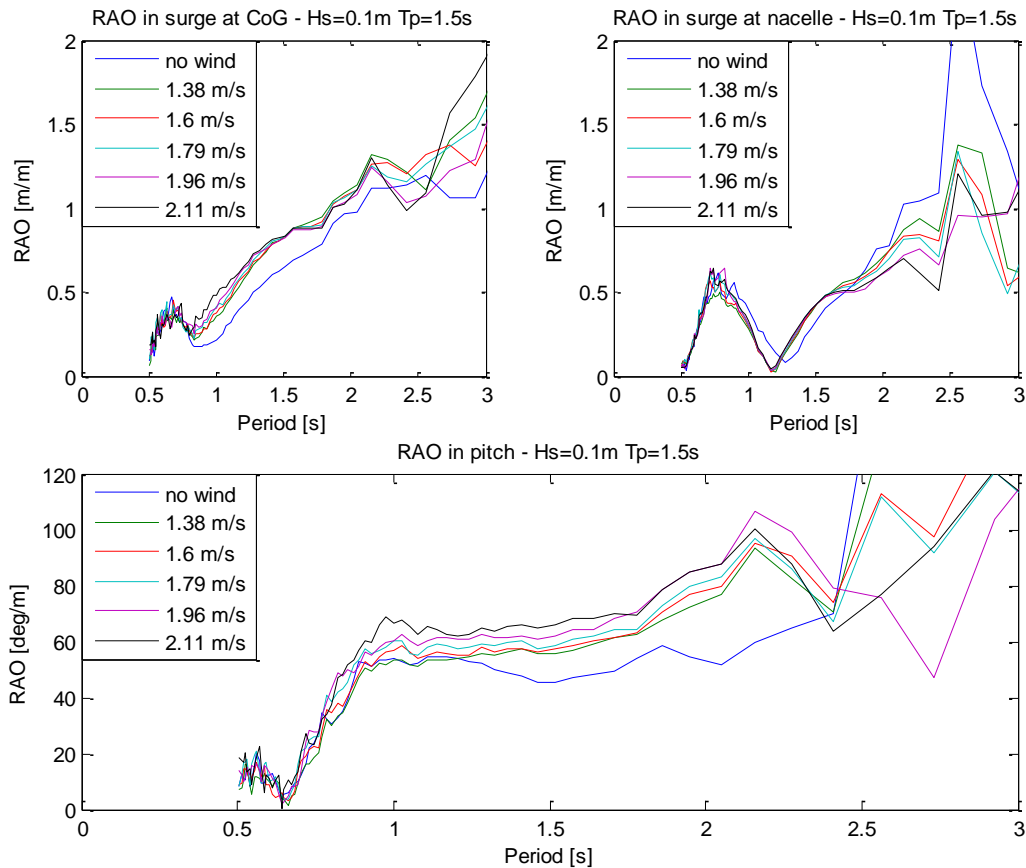 RAO in surge at CoG - Hs=0.1m Tp=1.5s
2
1.5
1
0.5
0
RAO [m/m]
no wind
1.38 m/s
1.6 m/s
1.79 m/s
1.96 m/s
2.11 m/s
0 0.5 1 1.5 2 2.5 3
Period [s]
RAO in surge at nacelle - Hs=0.1m Tp=1.5s
2
1.5
1
0.5
0
RAO [m/m]
no wind
1.38 m/s
1.6 m/s
1.79 m/s
1.96 m/s
2.11 m/s
0 0.5 1 1.5 2 2.5 3
Period [s]
RAO in pitch - Hs=0.1m Tp=1.5s
120
100
80
60
40
20
0
RAO [deg/m]
no wind
1.38 m/s
1.6 m/s
1.79 m/s
1.96 m/s
2.11 m/s
0 0.5 1 1.5 2 2.5 3
Period [s]